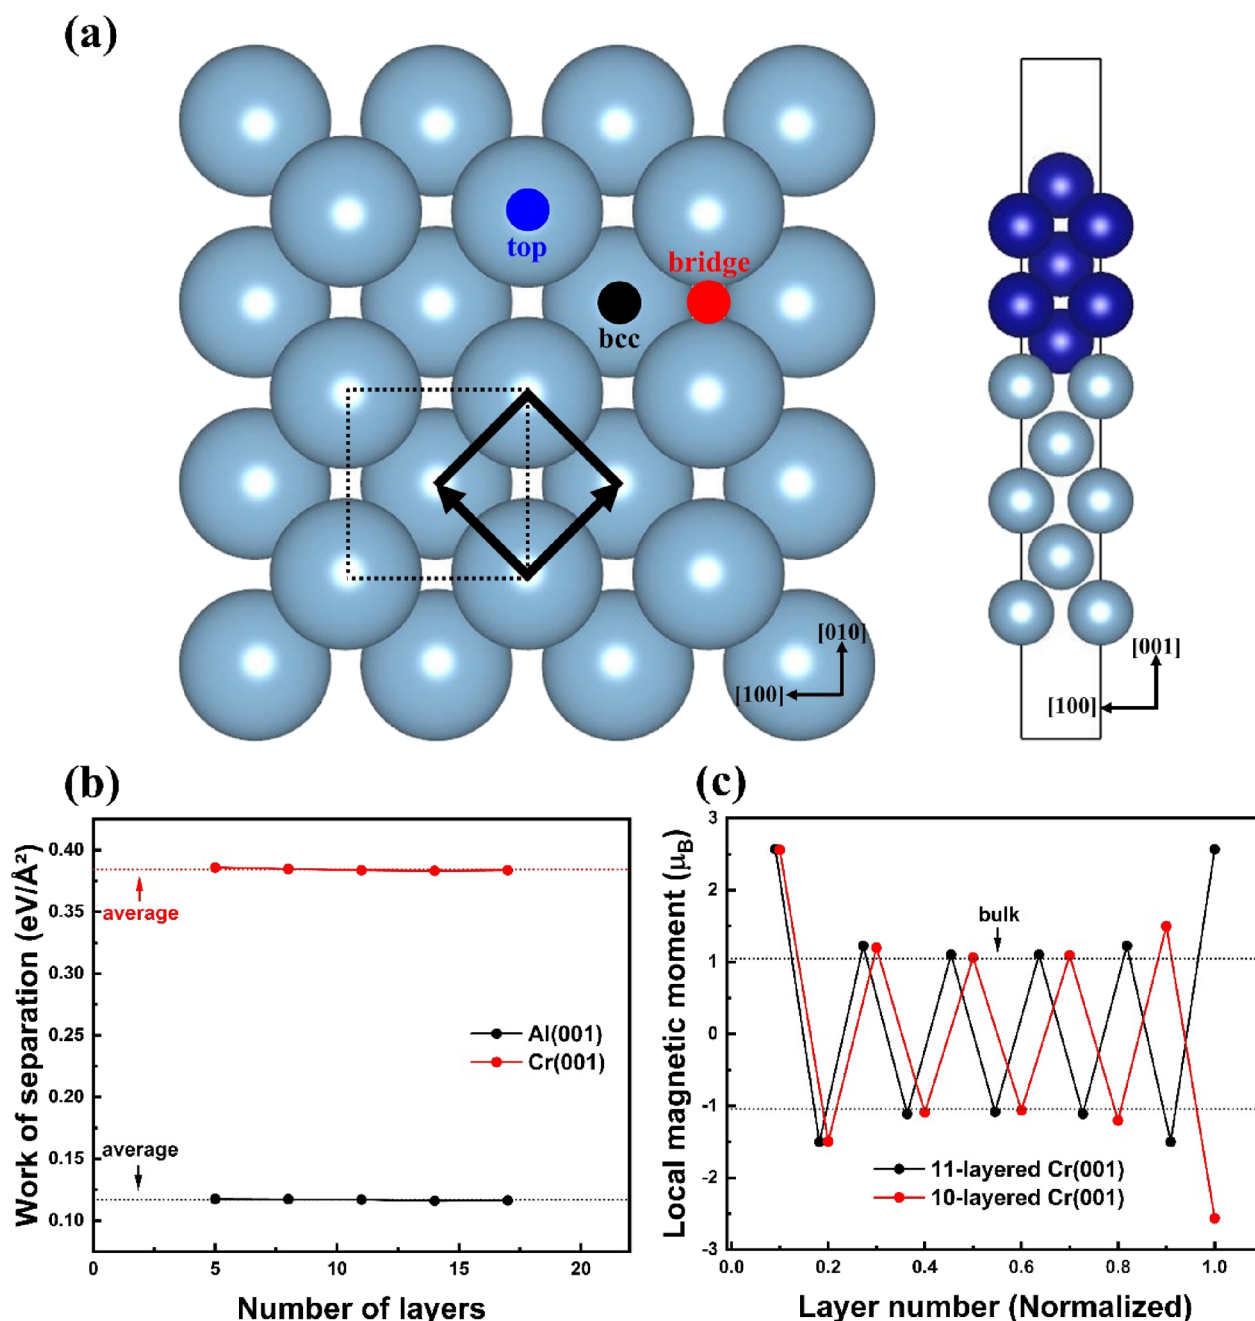 (a)
top
bridge
bcc
[010]
[100]
[001]
[100]
(b)
Work of separation (eV/Å²)
0.40
0.35
0.30
0.25
0.20
0.15
0.10
average
Al(001)
Cr(001)
average
0 5 10 15 20
Number of layers
(c)
Local magnetic moment (μB)
3
2
1
0
-1
-2
-3
bulk
11-layered Cr(001)
10-layered Cr(001)
0.0 0.2 0.4 0.6 0.8 1.0
Layer number (Normalized)